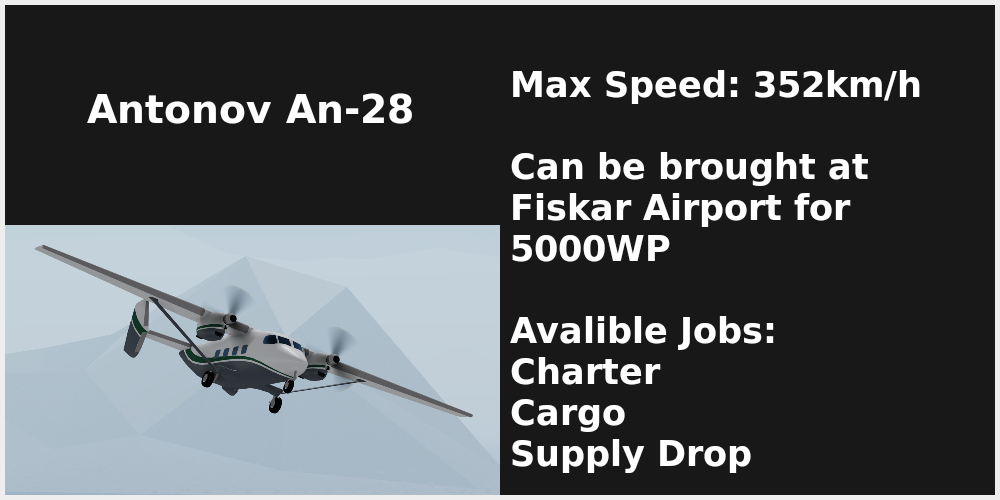 Antonov An-28
Max Speed: 352km/h
Can be brought at
Fiskar Airport for
5000WP
Avalible Jobs:
Charter
Cargo
Supply Drop